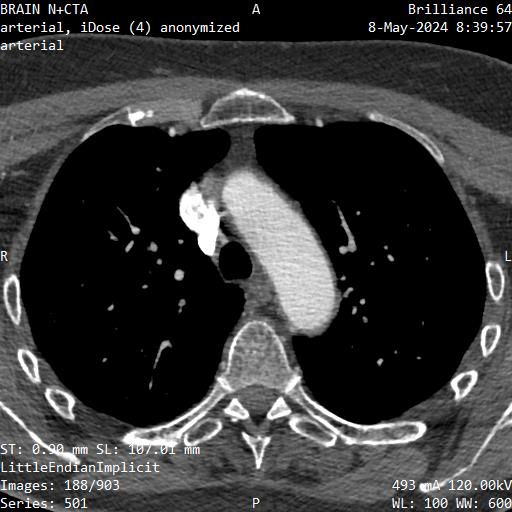 BRAIN N+CTA
A
Brilliance 64
arterial, iDose (4) anonymized
8-May-2024 8:39:57
arterial
R
L
ST: 0.90 mm SL: 107.01 mm
LittleEndianImplicit
Images: 188/903
493 mA 120.00kV
Series: 501
P
WL: 100 WW: 600